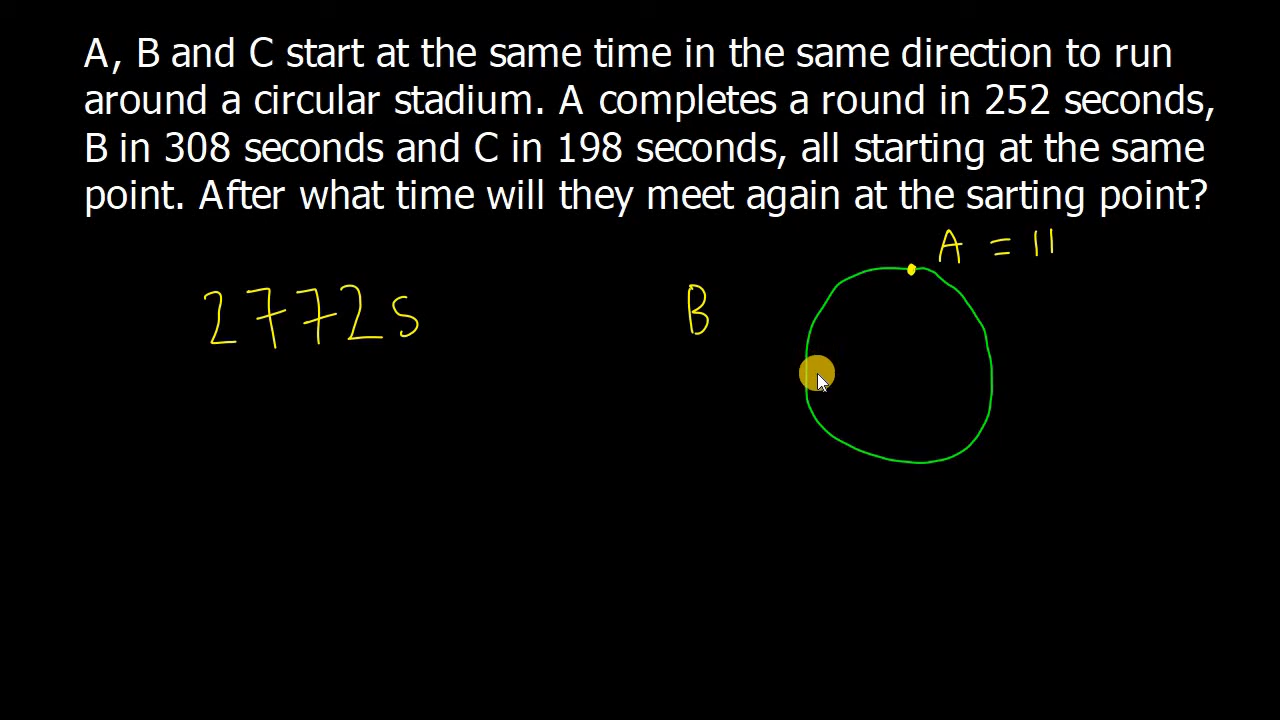 A, B and C start at the same time in the same direction to run
around a circular stadium. A completes a round in 252 seconds,
B in 308 seconds and C in 198 seconds, all starting at the same
point. After what time will they meet again at the sarting point?
A = 11
2772s
B